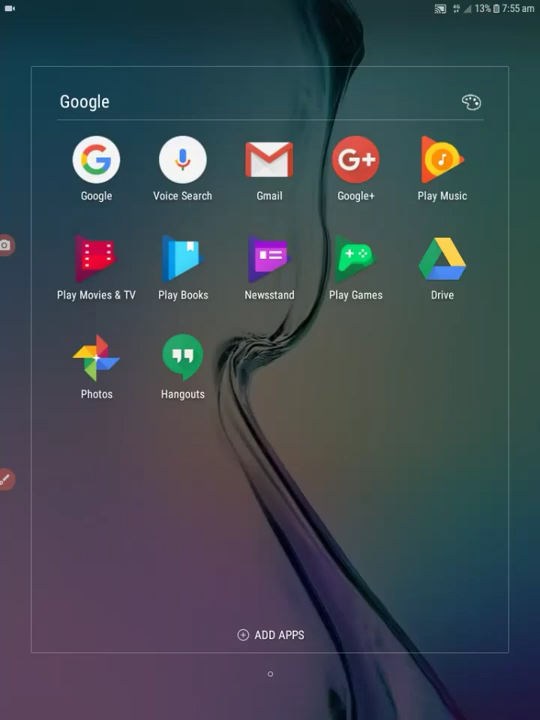 13% 7:55 am
Google
G G+
Google Voice Search Gmail Google+ Play Music
Play Movies & TV Play Books Newsstand Play Games Drive
Photos Hangouts
ADD APPS